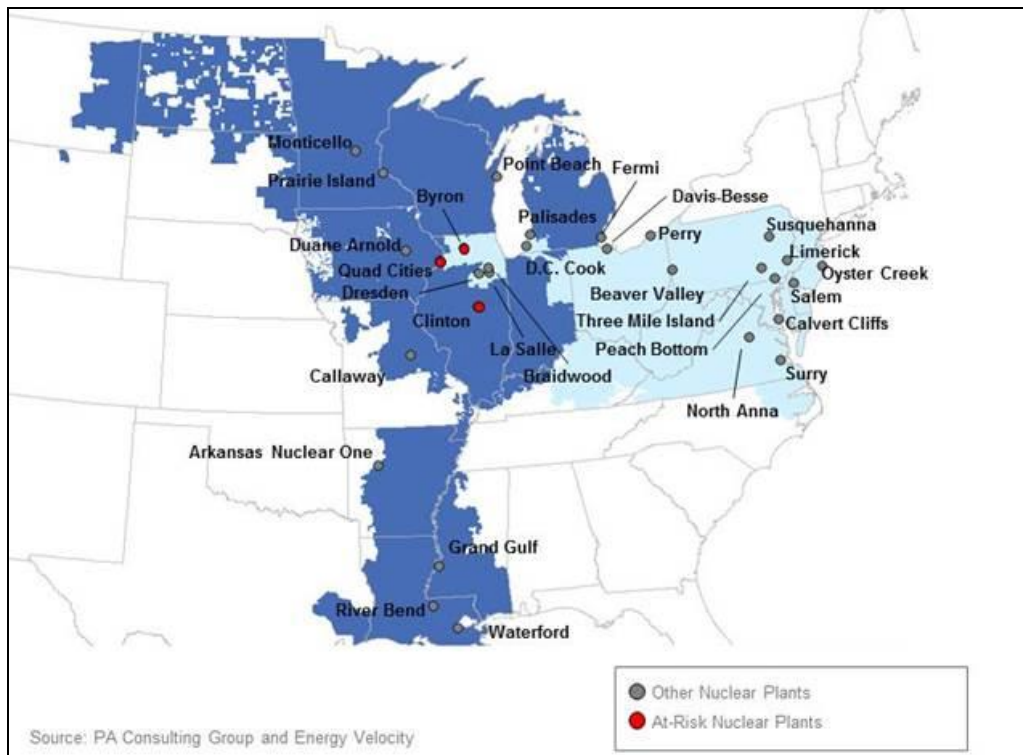 Monticello
Point Beach
Fermi
Prairie Island
Byron
Palisades
Davis-Besse
Duane Arnold
Perry
Susquehanna
Limerick
Quad Cities
D.C. Cook
Oyster Creek
Dresden
Beaver Valley
Salem
Clinton
Three Mile Island
Calvert Cliffs
La Salle
Peach Bottom
Callaway
Braidwood
Surry
North Anna
Arkansas Nuclear One
Grand Gulf
River Bend
Waterford
Other Nuclear Plants
At-Risk Nuclear Plants
Source: PA Consulting Group and Energy Velocity